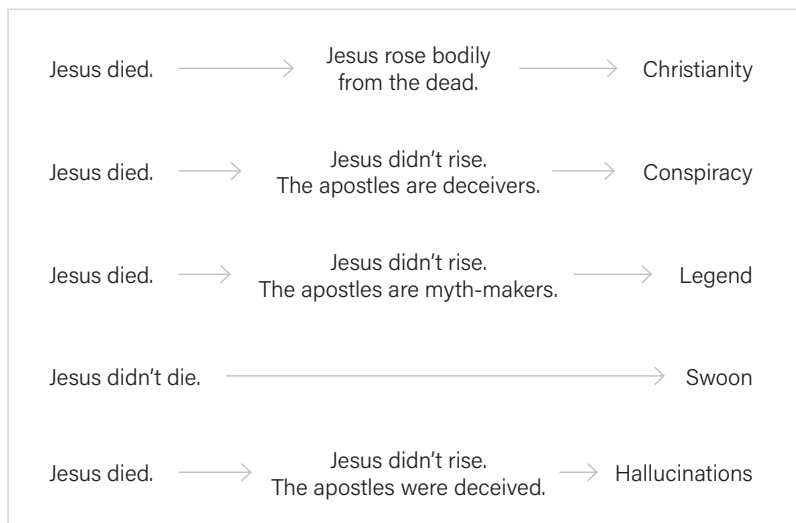 Jesus died. Jesus rose bodily
from the dead. Christianity
Jesus died. Jesus didn't rise.
The apostles are deceivers. Conspiracy
Jesus died. Jesus didn't rise.
The apostles are myth-makers. Legend
Jesus didn't die. Swoon
Jesus died. Jesus didn't rise.
The apostles were deceived. Hallucinations